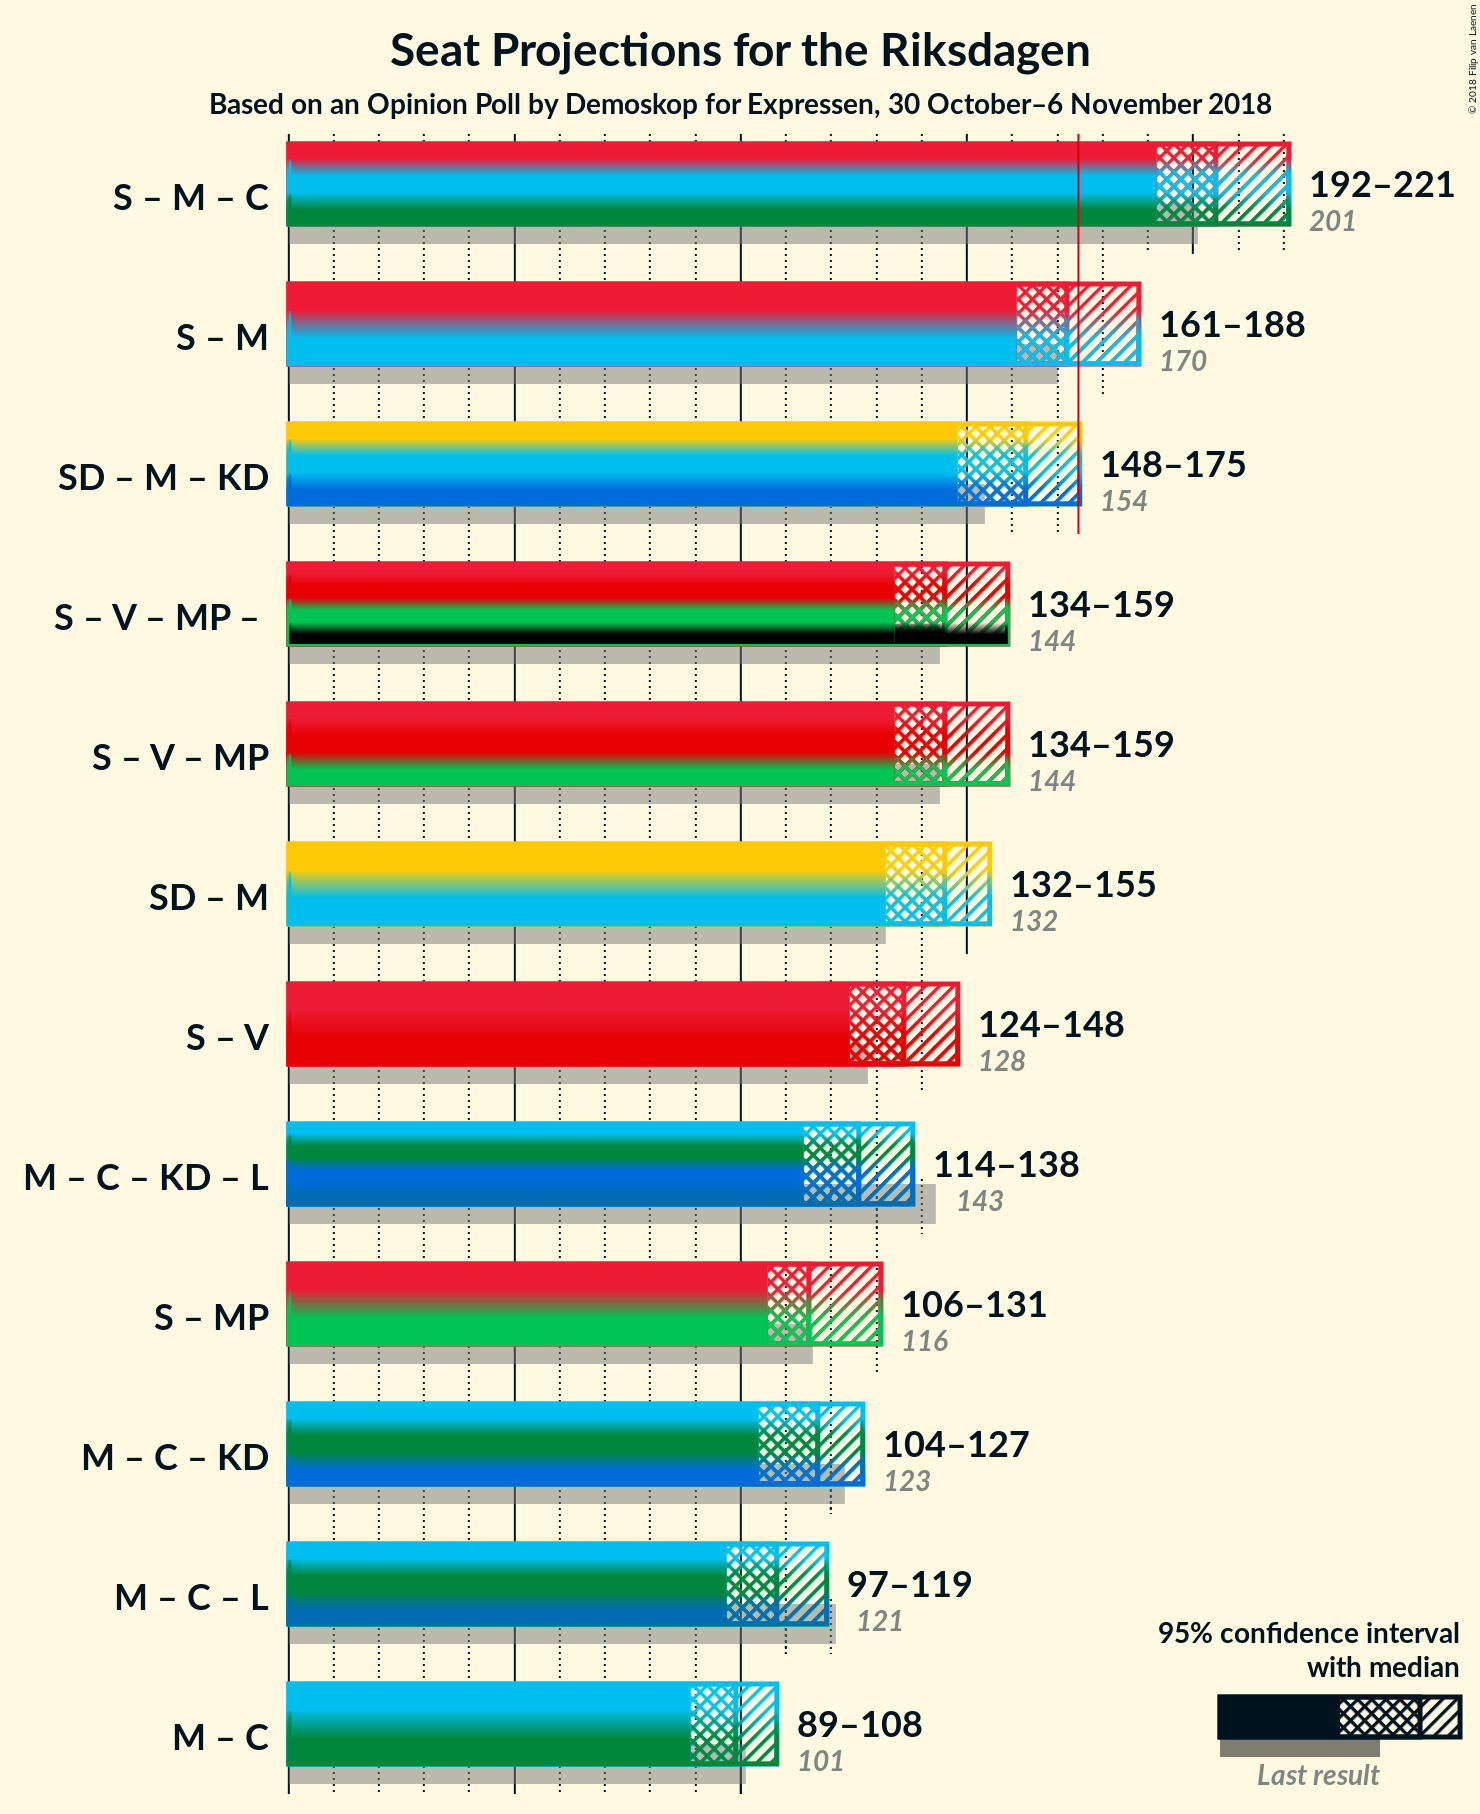 Seat Projections for the Riksdagen
Based on an Opinion Poll by Demoskop for Expressen, 30 October–6 November 2018
© 2018 Filip van Laenen
S – M – C
192–221
201
S – M
161–188
170
SD – M – KD
148–175
154
S – V – MP –
134–159
144
S – V – MP
134–159
144
SD – M
132–155
132
S – V
124–148
128
M – C – KD – L
114–138
143
S – MP
106–131
116
M – C – KD
104–127
123
M – C – L
97–119
121
M – C
89–108
101
95% confidence interval
with median
Last result